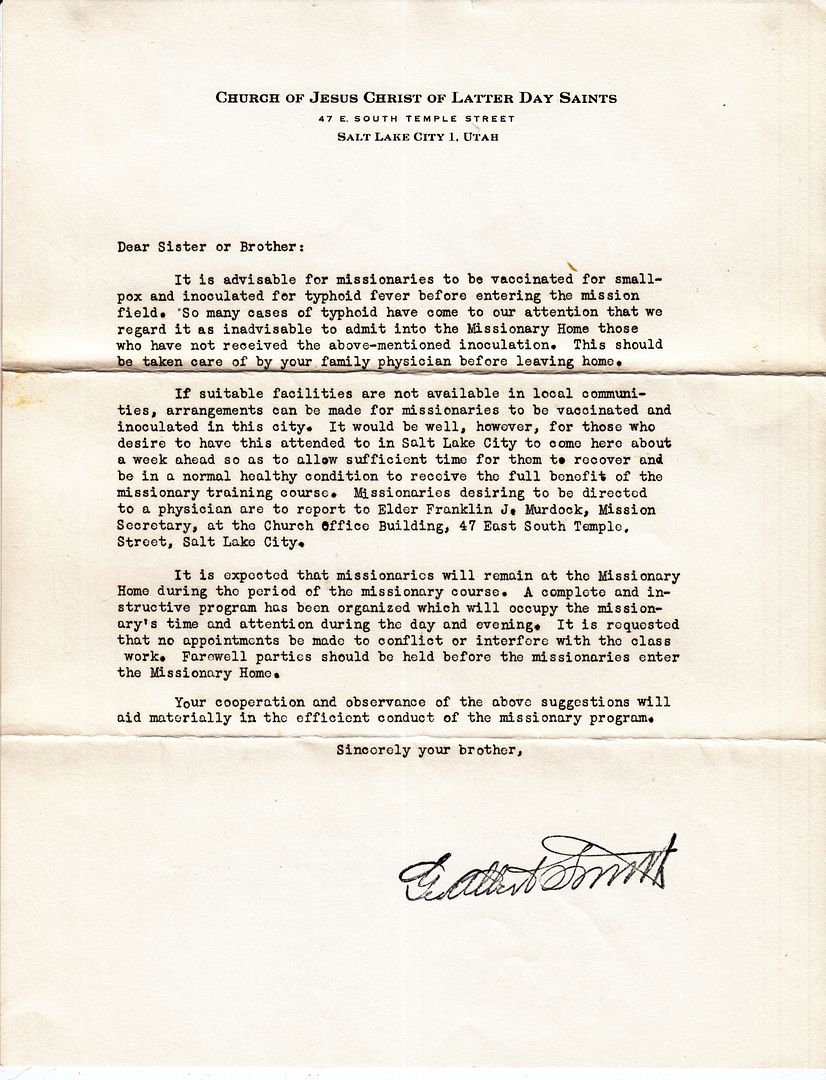 CHURCH OF JESUS CHRIST OF LATTER DAY SAINTS
47 E. SOUTH TEMPLE STREET
SALT LAKE CITY 1, UTAH
Dear Sister or Brother:
It is advisable for missionaries to be vaccinated for small-
pox and inoculated for typhoid fever before entering the mission
field. So many cases of typhoid have come to our attention that we
regard it as inadvisable to admit into the Missionary Home those
who have not received the above-mentioned inoculation. This should
be taken care of by your family physician before leaving home.
If suitable facilities are not available in local communi-
ties, arrangements can be made for missionaries to be vaccinated and
inoculated in this city. It would be well, however, for those who
desire to have this attended to in Salt Lake City to come here about
a week ahead so as to allow sufficient time for them to recover and
be in a normal healthy condition to receive the full benefit of the
missionary training course. Missionaries desiring to be directed
to a physician are to report to Elder Franklin J. Murdock, Mission
Secretary, at the Church Office Building, 47 East South Temple.
Street, Salt Lake City.
It is expected that missionaries will remain at the Missionary
Home during the period of the missionary course. A complete and in-
structive program has been organized which will occupy the mission-
ary's time and attention during the day and evening. It is requested
that no appointments be made to conflict or interfere with the class
work. Farewell parties should be held before the missionaries enter
the Missionary Home.
Your cooperation and observance of the above suggestions will
aid materially in the efficient conduct of the missionary program.
Sincerely your brother,
Geo Albert Smith